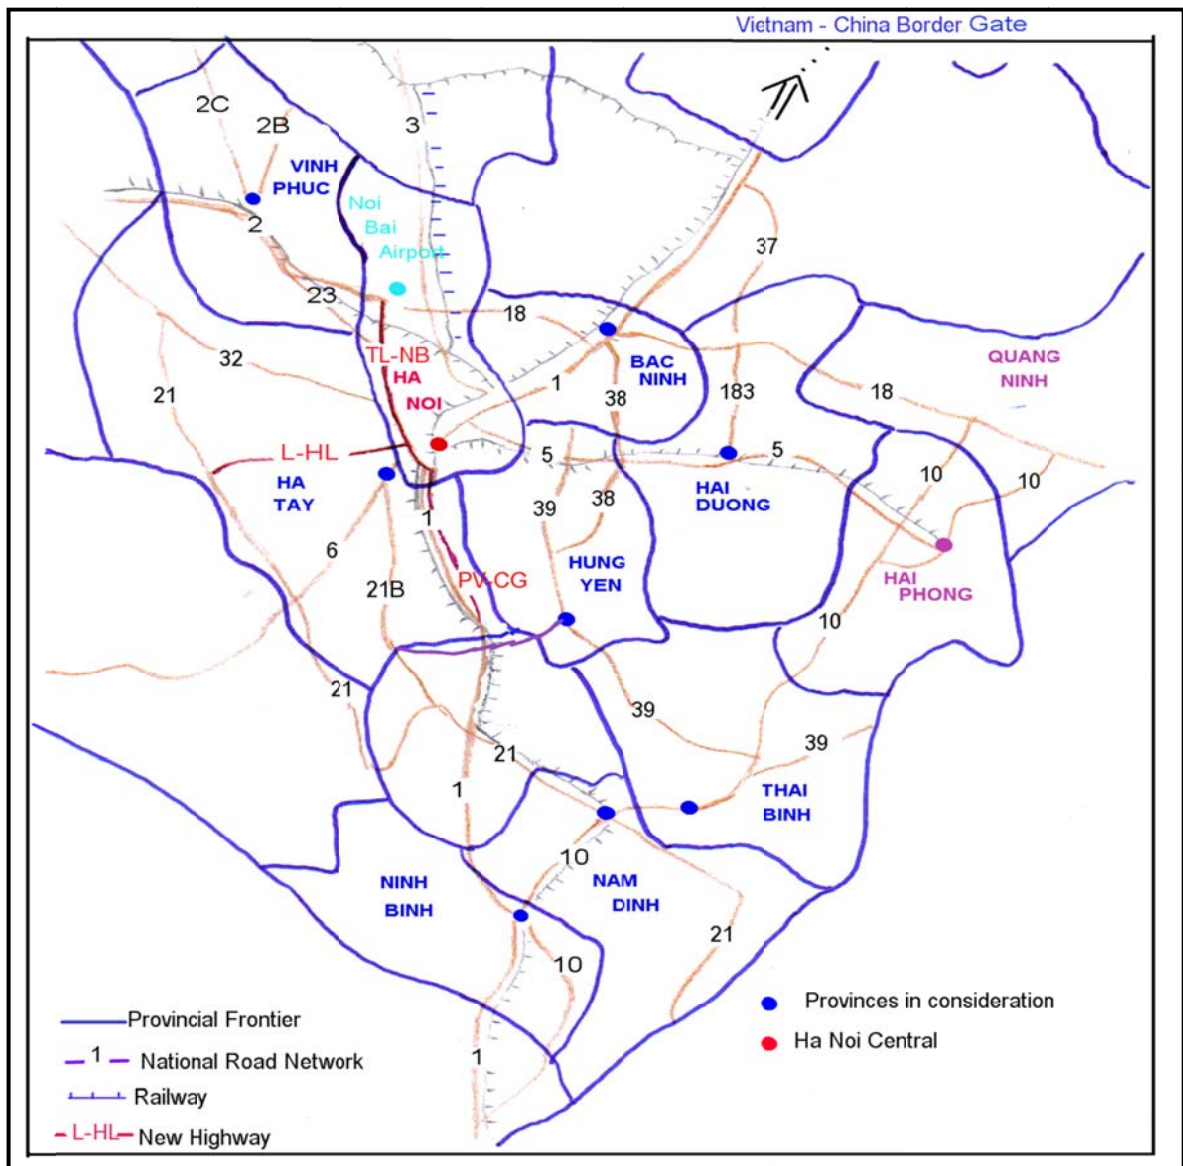 Vietnam - China Border Gate
2C
2B
3
VINH
PHUC
Noi
Bai
Airport
2
37
23
18
TL-NB
HA
NOI
BAC
NINH
QUANG
NINH
32
1
21
38
183
18
L-HL
5
5
HA
TAY
HAI
DUONG
10
10
1
39
38
6
HUNG
YEN
PV-CG
21B
HAI
PHONG
10
21
39
21
39
1
THAI
BINH
10
NINH
BINH
NAM
DINH
21
10
1
Provinces in consideration
Ha Noi Central
Provincial Frontier
1 National Road Network
Railway
L-HL New Highway